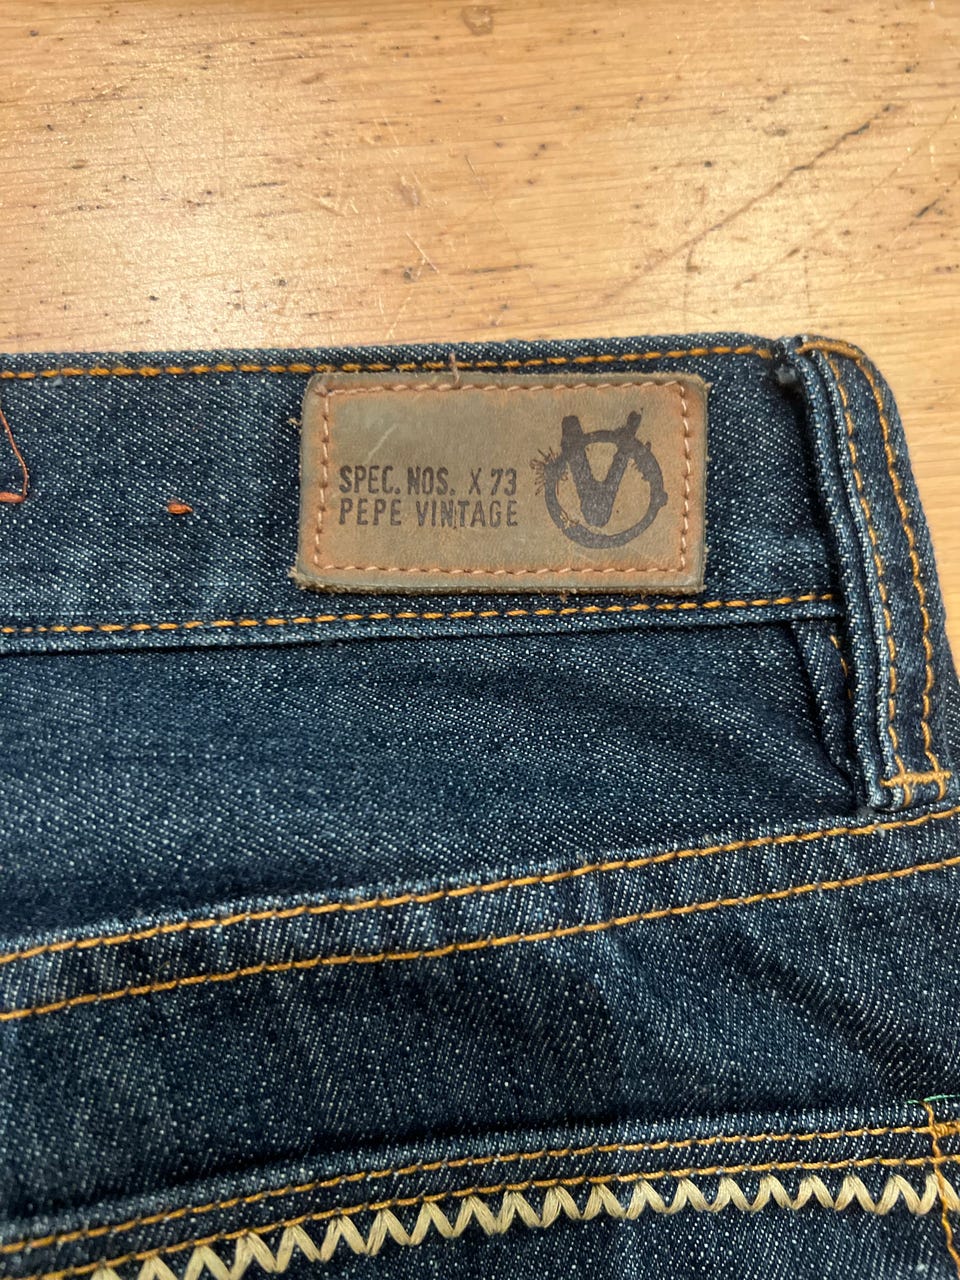 SPEC. NOS. X 73
PEPE VINTAGE
V